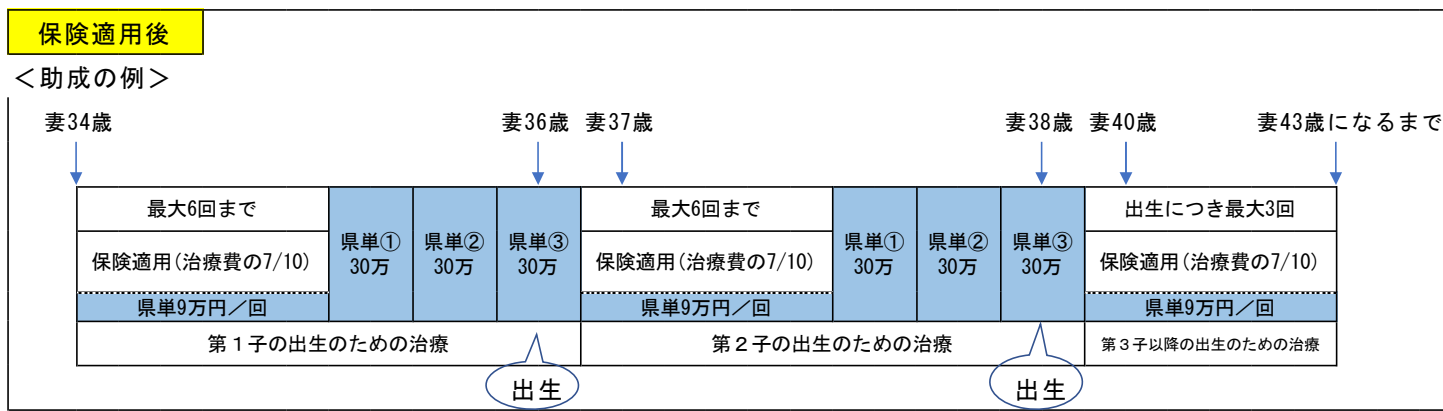 保険適用後
＜助成の例＞
妻34歳
妻36歳
妻37歳
妻38歳
妻40歳
妻43歳になるまで
最大6回まで
保険適用(治療費の7/10)
県単9万円／回
県単①
30万
県単②
30万
県単③
30万
最大6回まで
保険適用(治療費の7/10)
県単9万円／回
県単①
30万
県単②
30万
県単③
30万
出生につき最大3回
保険適用(治療費の7/10)
県単9万円／回
第１子の出生のための治療
第２子の出生のための治療
第３子以降の出生のための治療
出生
出生